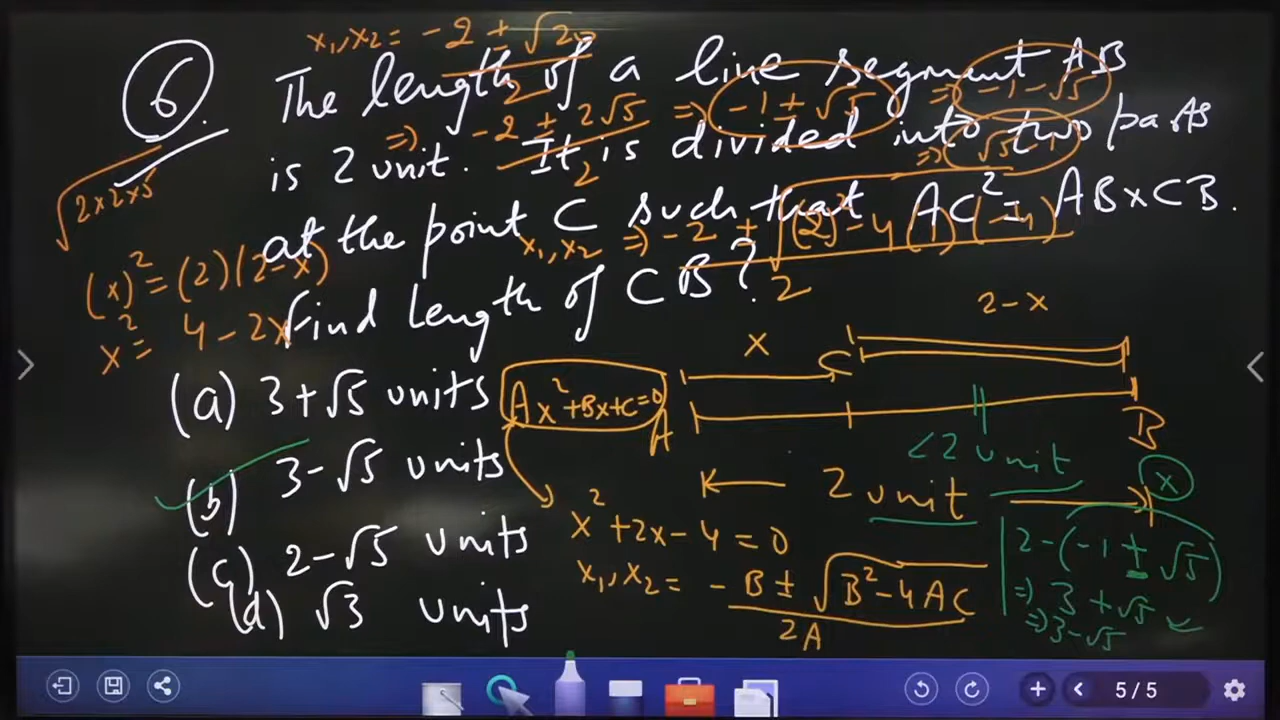 x₁,x₂ = -2 ± √20 / 2
6
The length of a line segment AB
⇒ -2 ± 2√5 / 2 ⇒ -1 ± √5 ⇒ -1-√5
is 2 unit. It is divided into two parts
⇒ √5
√2×2×5
at the point C such that AC² = AB×CB.
x₁,x₂ ⇒ -2 ± √(2)²-4(1)(-4) / 2
(x)² = (2)(2-x)
Find length of CB?
x² = 4-2x
2-x
x
C
(a) 3+√5 units
Ax²+Bx+C=0
A
B
<2 unit
(b) 3-√5 units
2 unit
x
x²+2x-4=0
2-(-1±√5)
(c) 2-√5 units
x₁,x₂ = -B ± √B²-4AC / 2A
⇒ 3+√5
(d) √3 units
⇒ 3-√5
5/5